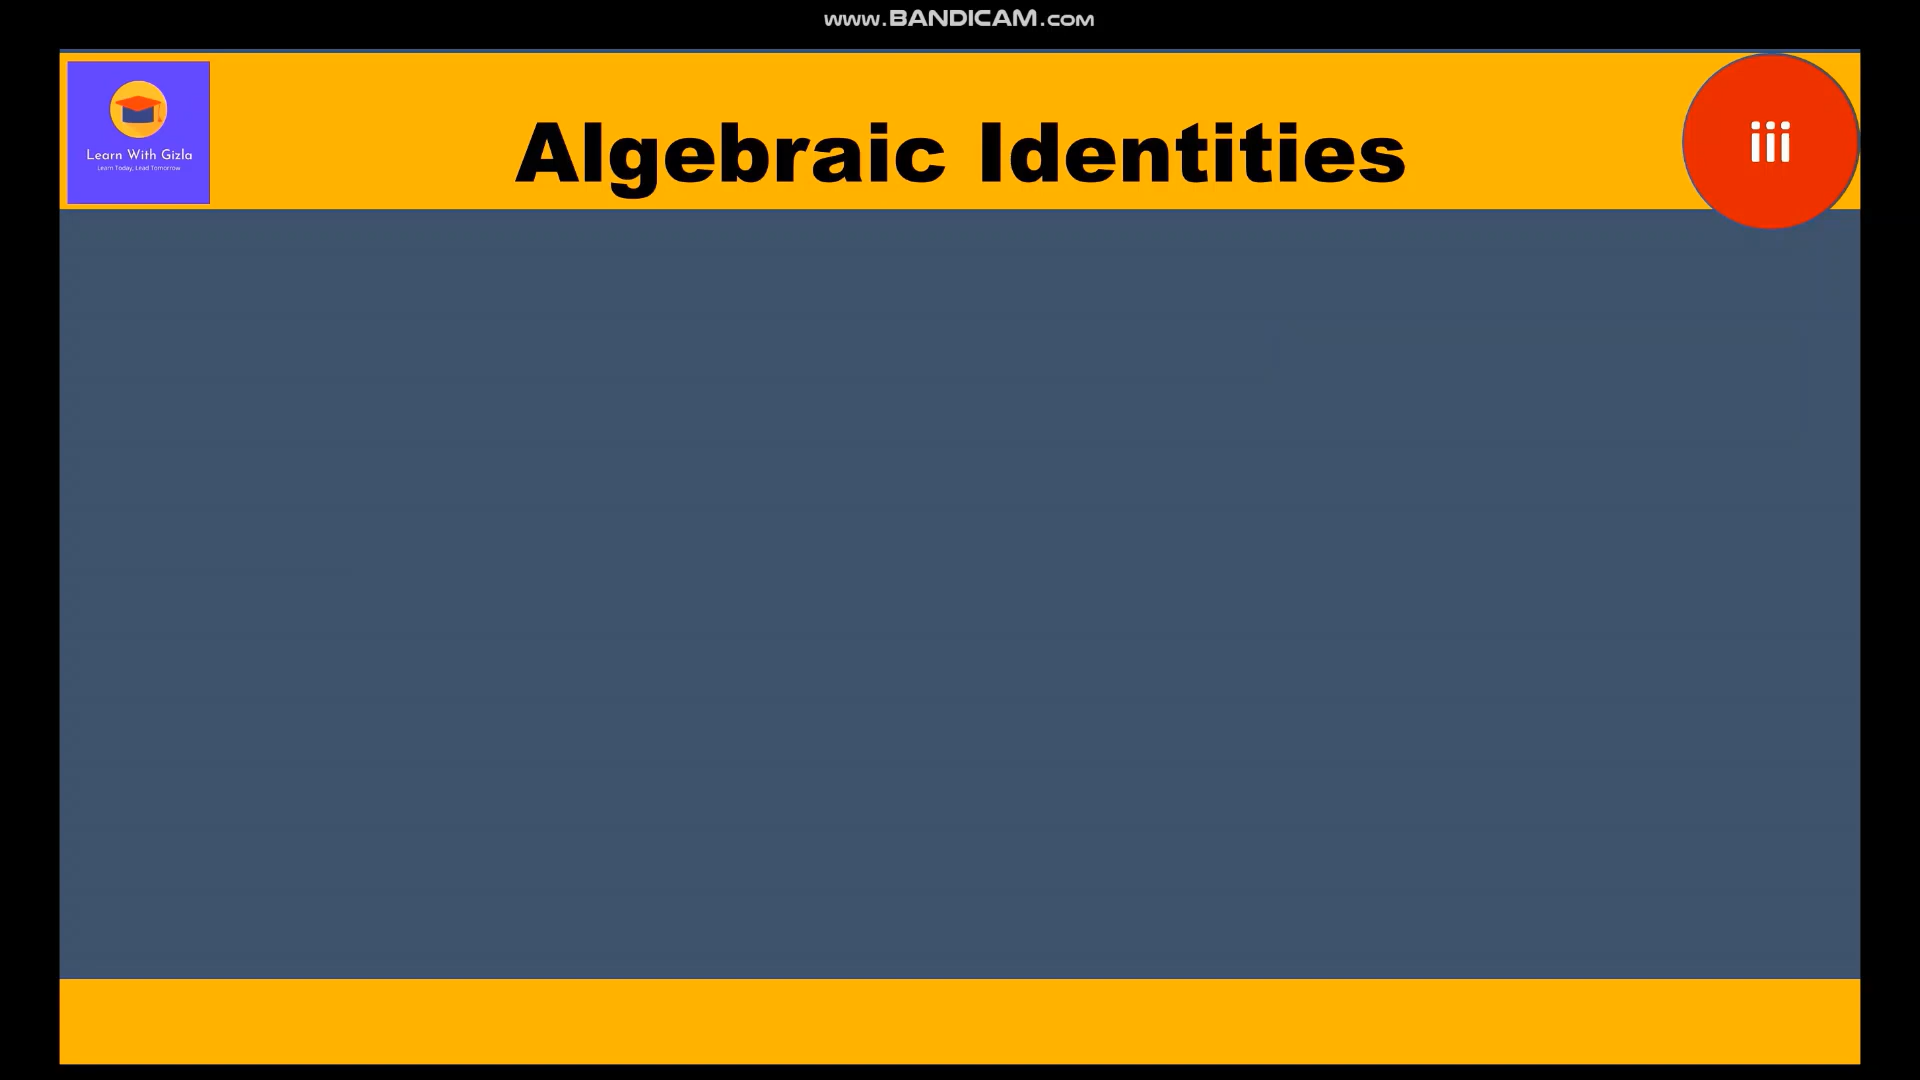 www.BANDICAM.com
Learn With Gizla
Learn Today, Lead Tomorrow
Algebraic Identities
iii